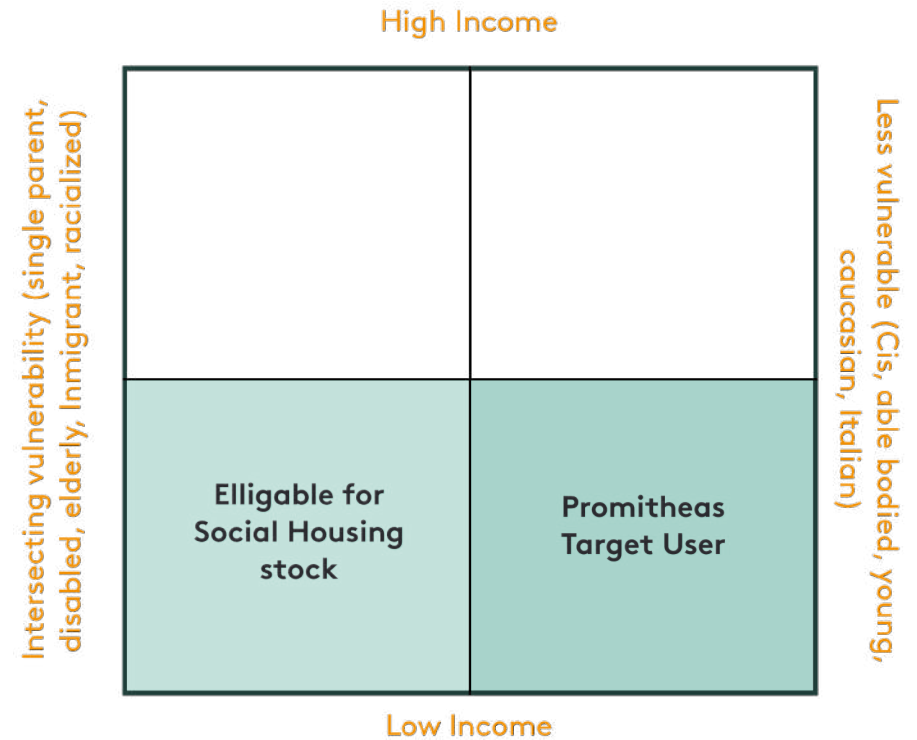 High Income
Intersecting vulnerability (single parent,
disabled, elderly, Inmigrant, racialized)
Less vulnerable (Cis, able bodied, young,
caucasian, Italian)
Elligable for
Social Housing
stock
Promitheas
Target User
Low Income